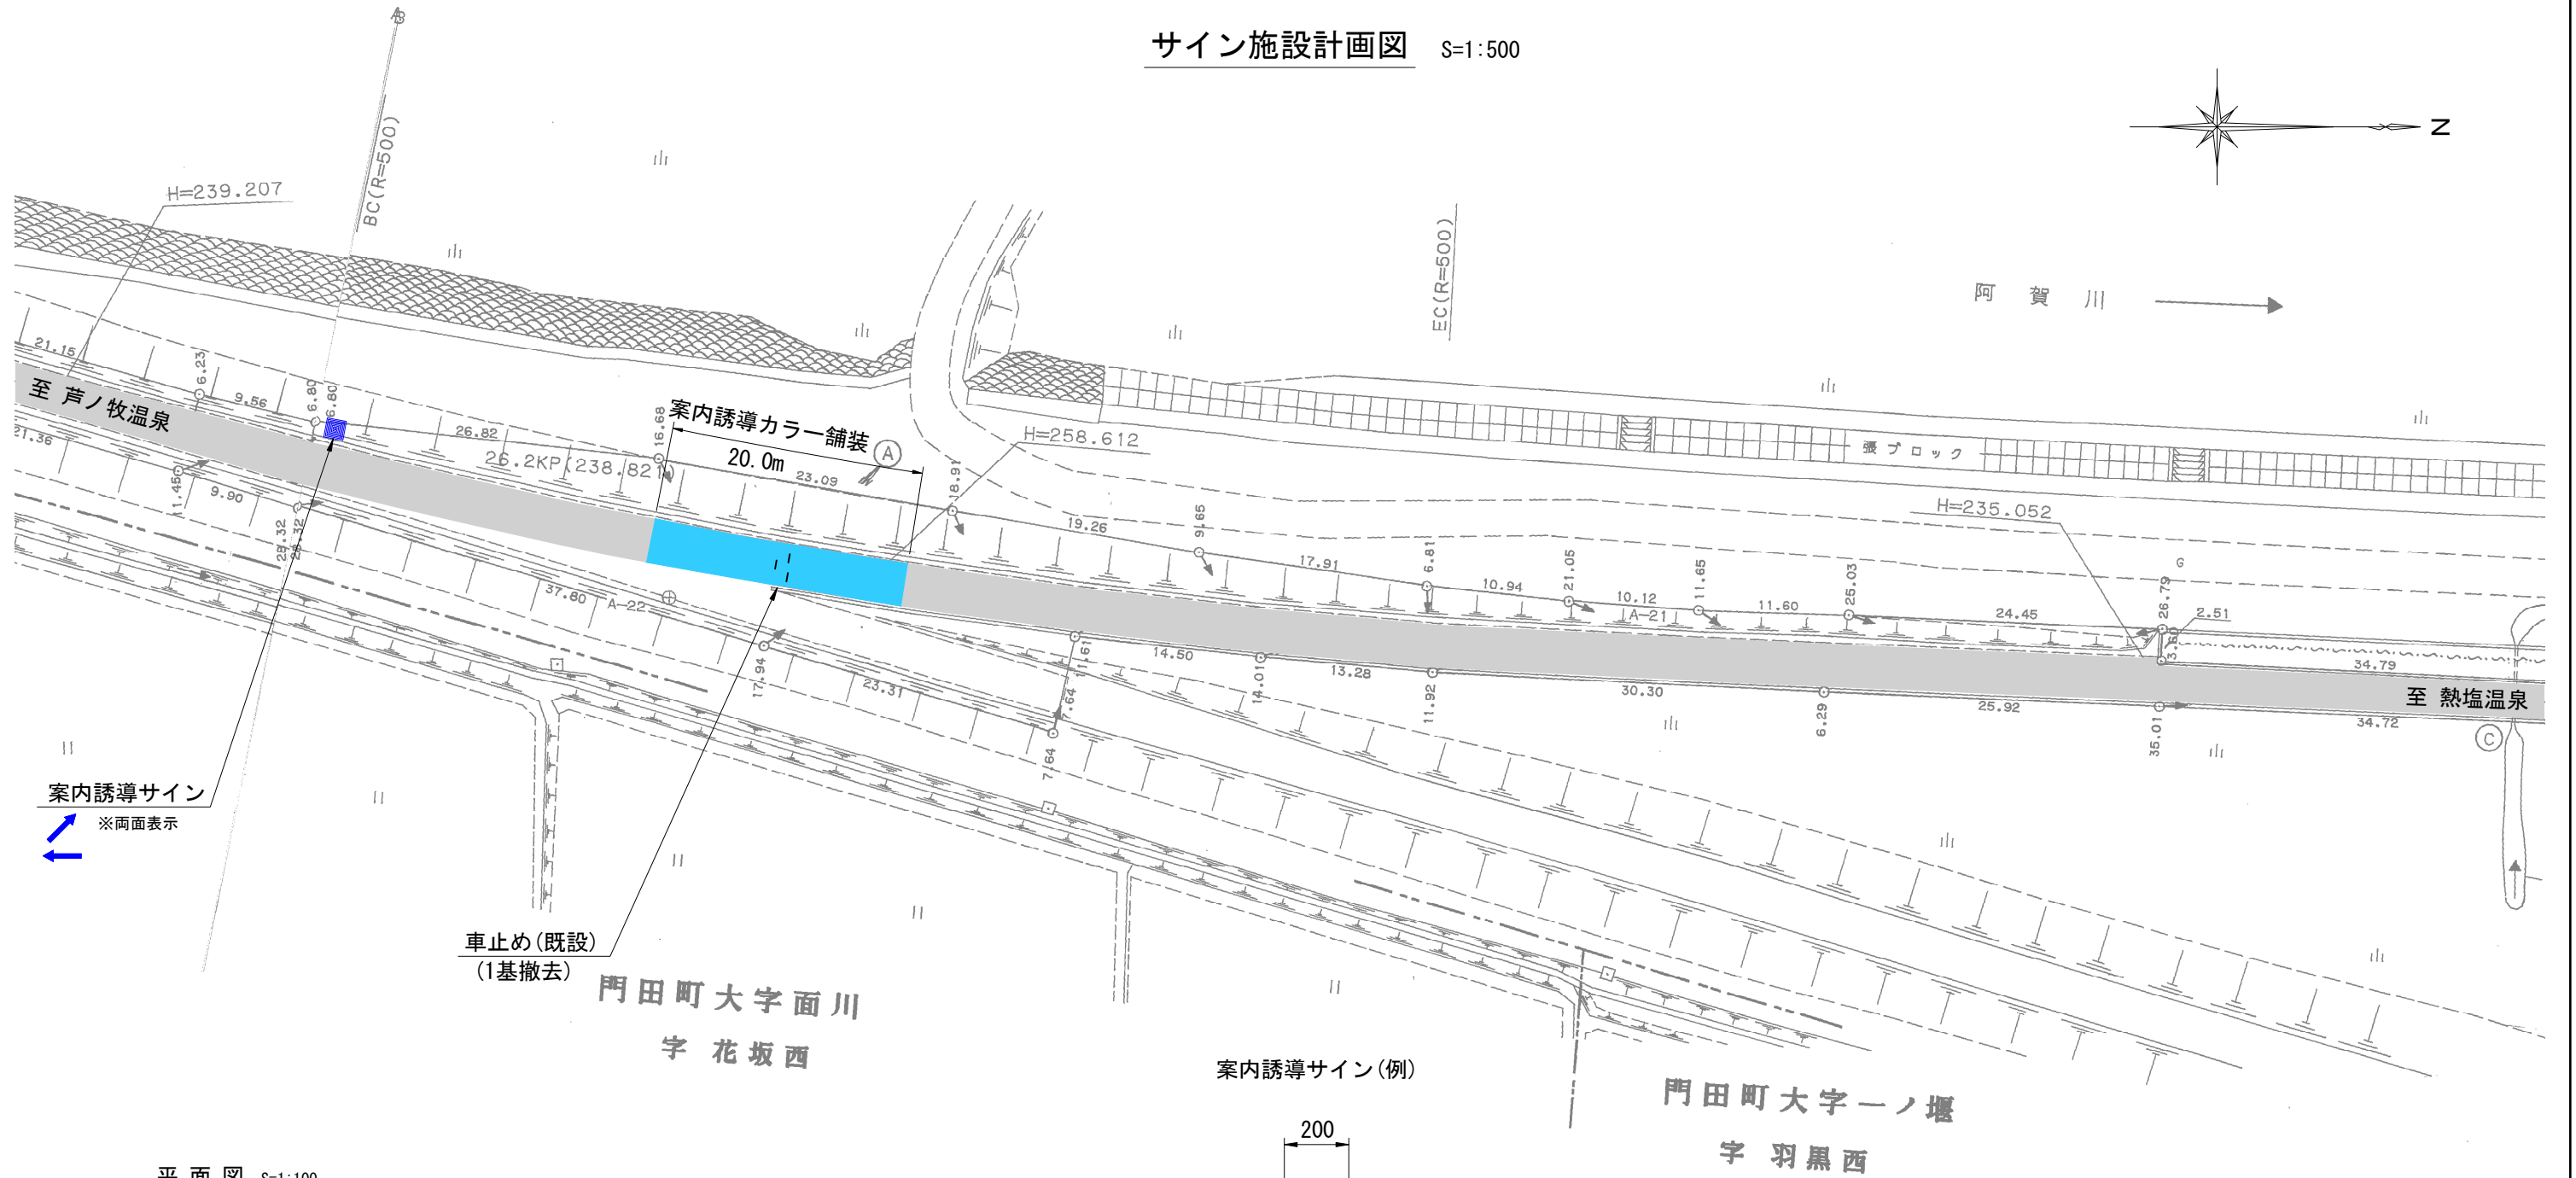 サイン施設計画図 S=1:500
N
BC(R=500)
H=239.207
EC(R=500)
阿賀川
21.15
6.23
9.56
6.80
6.80
26.82
16.68
案内誘導カラー舗装
20.0m
A
23.09
18.91
H=258.612
張ブロック
H=235.052
至 芦ノ牧温泉
26.2KP(238.821)
21.36
11.45
9.90
28.32
28.32
19.26
9.65
17.91
6.81
10.94
21.05
10.12
11.65
A-21
11.60
25.03
24.45
G
26.79
3.60
2.51
34.79
37.80
A-22
17.94
23.31
7.64
7.64
11.61
14.50
14.01
13.28
11.92
30.30
6.29
25.92
35.01
34.72
至 熱塩温泉
C
案内誘導サイン
※両面表示
車止め(既設)
(1基撤去)
門田町大字面川
字 花坂西
案内誘導サイン(例)
門田町大字一ノ堰
字 羽黒西
200
平面図 S=1:100